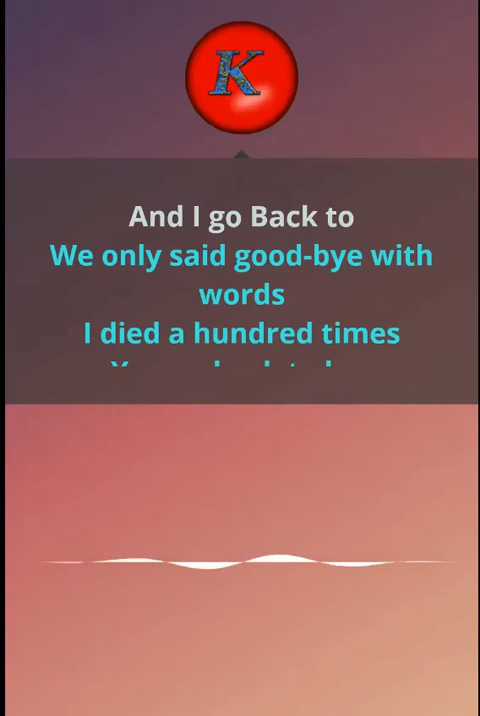 K
And I go Back to
We only said good-bye with
words
I died a hundred times